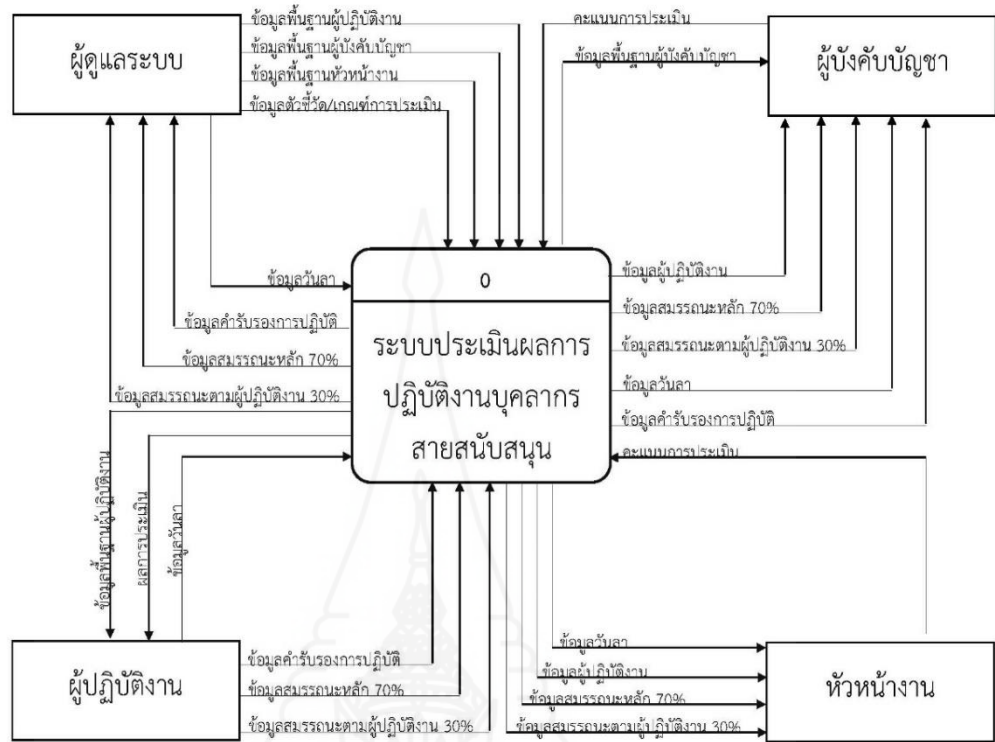 ข้อมูลพื้นฐานผู้ปฏิบัติงาน
คะแนนการประเมิน
ผู้ดูแลระบบ
ข้อมูลพื้นฐานผู้บังคับบัญชา
ข้อมูลพื้นฐานผู้บังคับบัญชา
ผู้บังคับบัญชา
ข้อมูลพื้นฐานหัวหน้างาน
ข้อมูลตัวชี้วัด/เกณฑ์การประเมิน
ข้อมูลวันลา
0
ข้อมูลผู้ปฏิบัติงาน
ข้อมูลคำรับรองการปฏิบัติ
ข้อมูลสมรรถนะหลัก 70%
ระบบประเมินผลการ
ปฏิบัติงานบุคลากร
สายสนับสนุน
ข้อมูลสมรรถนะหลัก 70%
ข้อมูลสมรรถนะตามผู้ปฏิบัติงาน 30%
ข้อมูลสมรรถนะตามผู้ปฏิบัติงาน 30%
ข้อมูลวันลา
ข้อมูลคำรับรองการปฏิบัติ
คะแนนการประเมิน
ข้อมูลพื้นฐานผู้ปฏิบัติงาน
ผลการประเมิน
ข้อมูลวันลา
ผู้ปฏิบัติงาน
ข้อมูลคำรับรองการปฏิบัติ
ข้อมูลสมรรถนะหลัก 70%
ข้อมูลสมรรถนะตามผู้ปฏิบัติงาน 30%
ข้อมูลวันลา
ข้อมูลผู้ปฏิบัติงาน
ข้อมูลสมรรถนะหลัก 70%
ข้อมูลสมรรถนะตามผู้ปฏิบัติงาน 30%
หัวหน้างาน